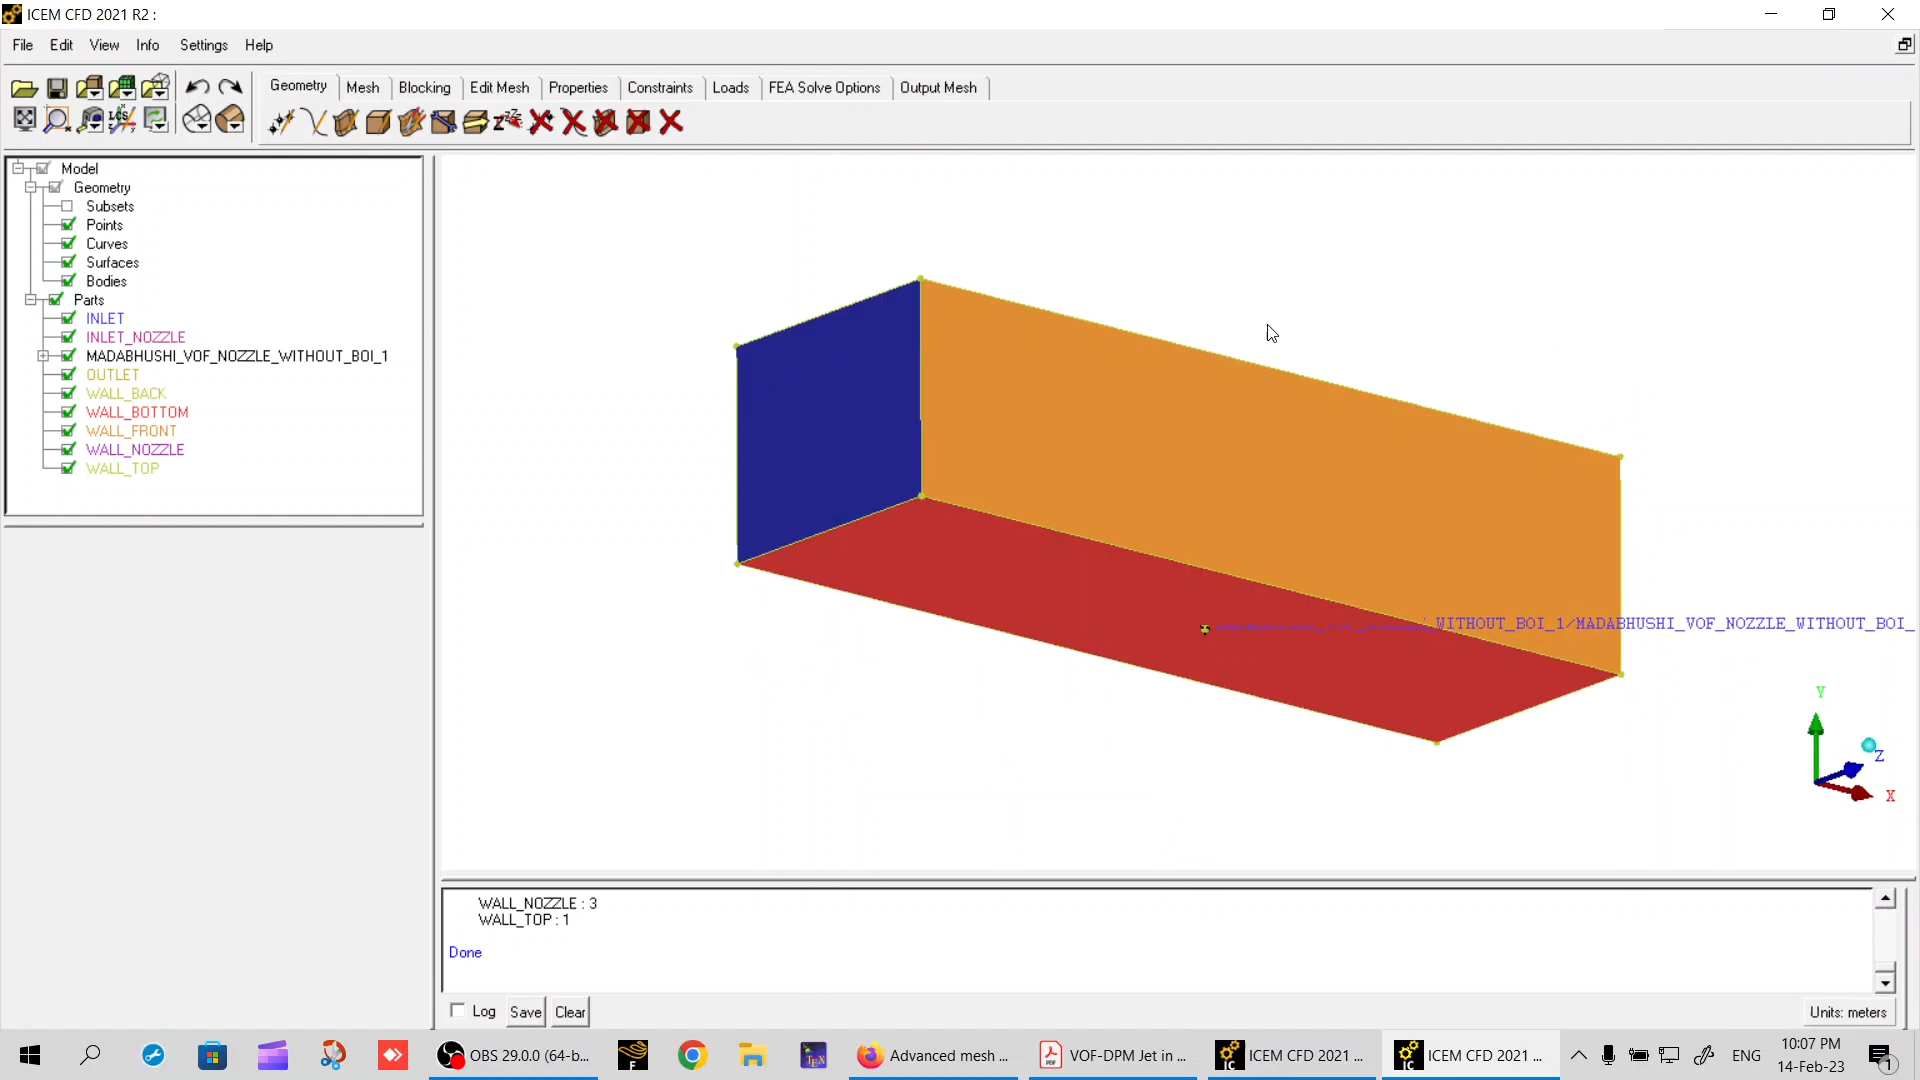 ICEM CFD 2021 R2 :
File Edit View Info Settings Help
Geometry Mesh Blocking Edit Mesh Properties Constraints Loads FEA Solve Options Output Mesh
Model
Geometry
Subsets
Points
Curves
Surfaces
Bodies
Parts
INLET
INLET_NOZZLE
MADABHUSHI_VOF_NOZZLE_WITHOUT_BOI_1
OUTLET
WALL_BACK
WALL_BOTTOM
WALL_FRONT
WALL_NOZZLE
WALL_TOP
_WITHOUT_BOI_1/MADABHUSHI_VOF_NOZZLE_WITHOUT_BOI_
Y
Z
X
WALL_NOZZLE : 3
WALL_TOP : 1
Done
Log Save Clear
Units: meters
OBS 29.0.0 (64-b... Advanced mesh ... VOF-DPM Jet in ... ICEM CFD 2021 ... ICEM CFD 2021 ... ENG 10:07 PM
14-Feb-23
1